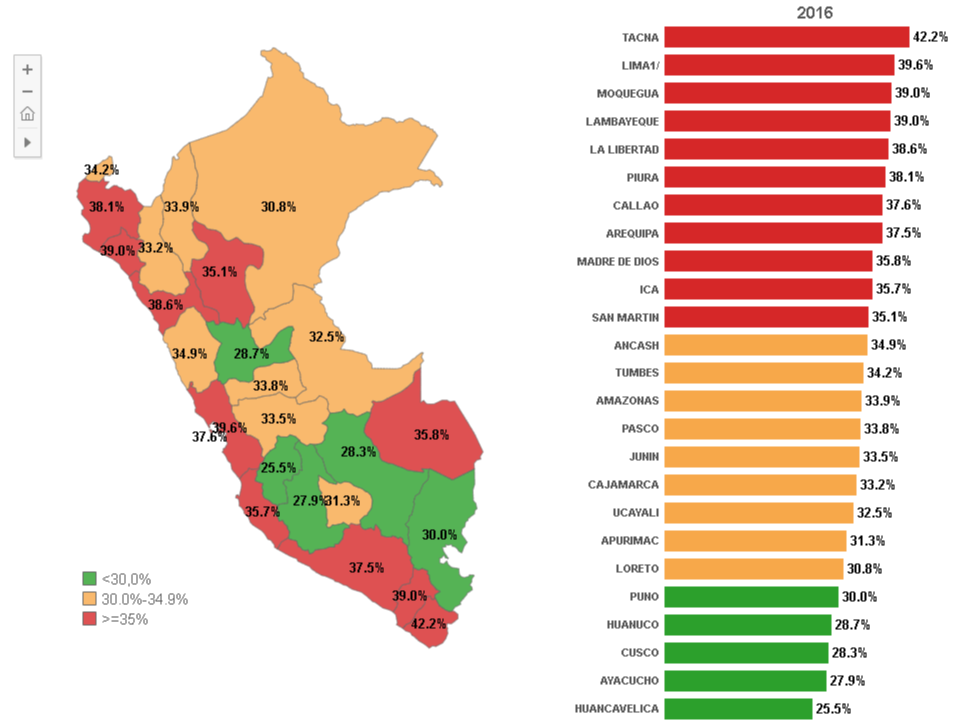 2016
TACNA 42.2%
LIMA1/ 39.6%
MOQUEGUA 39.0%
LAMBAYEQUE 39.0%
LA LIBERTAD 38.6%
PIURA 38.1%
CALLAO 37.6%
AREQUIPA 37.5%
MADRE DE DIOS 35.8%
ICA 35.7%
SAN MARTIN 35.1%
ANCASH 34.9%
TUMBES 34.2%
AMAZONAS 33.9%
PASCO 33.8%
JUNIN 33.5%
CAJAMARCA 33.2%
UCAYALI 32.5%
APURIMAC 31.3%
LORETO 30.8%
PUNO 30.0%
HUANUCO 28.7%
CUSCO 28.3%
AYACUCHO 27.9%
HUANCAVELICA 25.5%
34.2%
38.1%
33.9%
30.8%
39.0%
33.2%
35.1%
38.6%
32.5%
34.9%
28.7%
33.8%
33.5%
39.6%
37.6%
35.8%
28.3%
25.5%
27.9%
31.3%
35.7%
30.0%
37.5%
39.0%
42.2%
<30,0%
30.0%-34.9%
>=35%